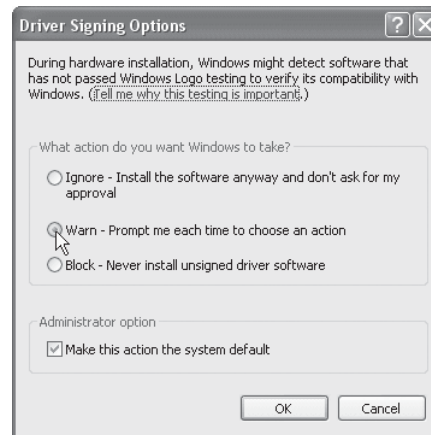 Driver Signing Options
During hardware installation, Windows might detect software that
has not passed Windows Logo testing to verify its compatibility with
Windows. (Tell me why this testing is important.)
What action do you want Windows to take?
Ignore - Install the software anyway and don't ask for my
approval
Warn - Prompt me each time to choose an action
Block - Never install unsigned driver software
Administrator option
Make this action the system default
OK
Cancel